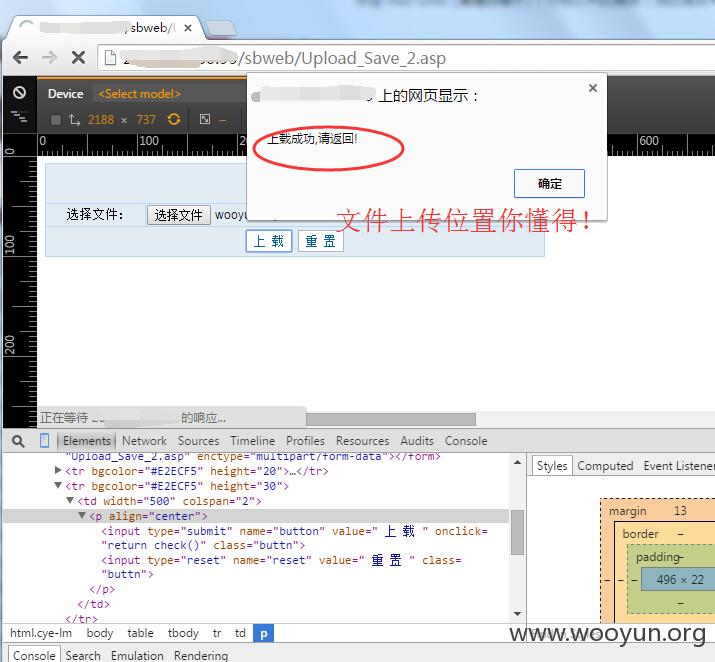 /sbweb/U
/sbweb/Upload_Save_2.asp
Device <Select model>
2188 × 737
上的网页显示：
上载成功,请返回!
确定
0 100 600
0
100
200
选择文件： 选择文件 wooyun
上 载 重 置
文件上传位置你懂得！
正在等待 的响应...
Elements Network Sources Timeline Profiles Resources Audits Console
"Upload_Save_2.asp" enctype="multipart/form-data"></form>
<tr bgcolor="#E2ECF5" height="20">…</tr>
<tr bgcolor="#E2ECF5" height="30">
<td width="500" colspan="2">
<p align="center">
<input type="submit" name="button" value=" 上 载 " onclick=
"return check()" class="buttn">
<input type="reset" name="reset" value=" 重 置 " class=
"buttn">
</p>
</td>
</tr>
html.cye-lm body table tbody tr td p
Console Search Emulation Rendering
Styles Computed Event Listener
margin 13
border –
padding–
– – – 496 × 22
–
www.wooyun.org